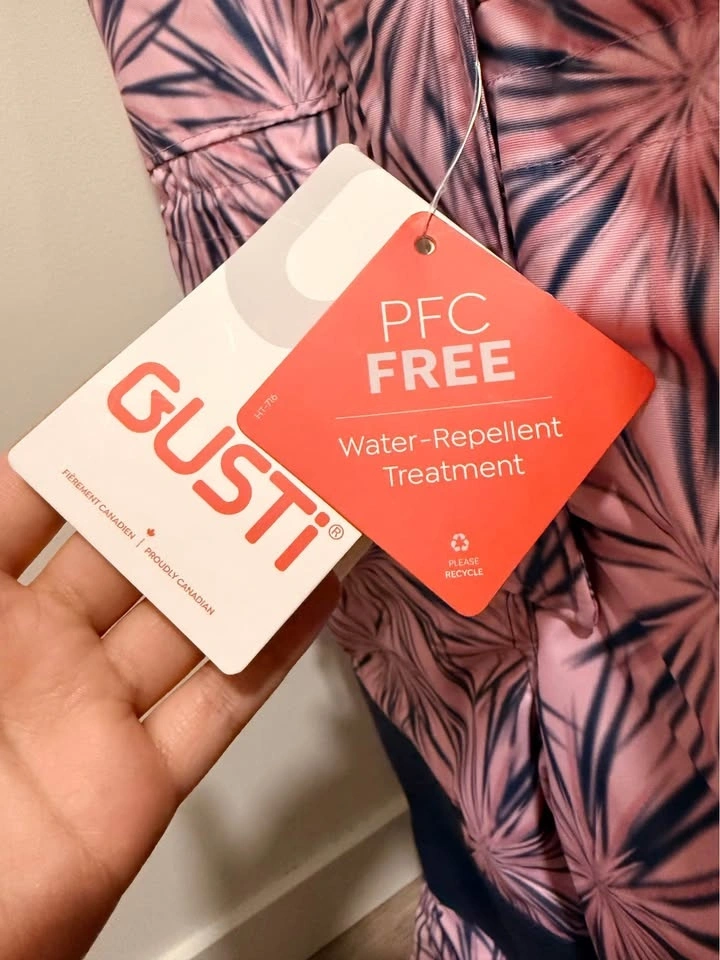 GUSTi®
FIÈREMENT CANADIEN | PROUDLY CANADIAN
PFC
FREE
HT-716
Water-Repellent
Treatment
PLEASE
RECYCLE